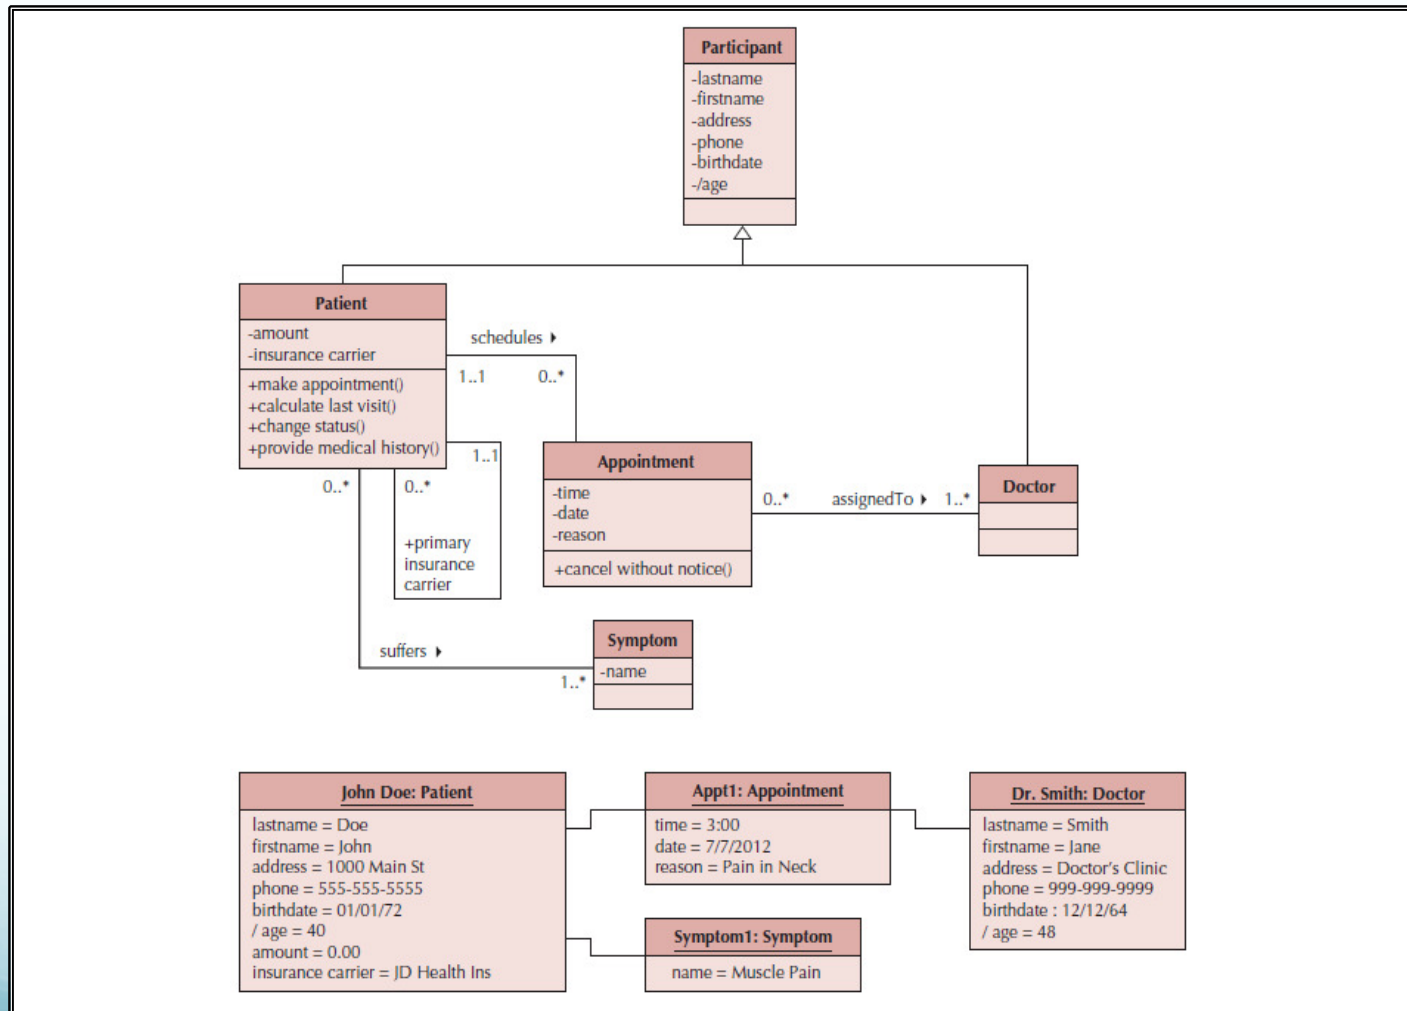 Participant
-lastname
-firstname
-address
-phone
-birthdate
-/age
Patient
-amount
-insurance carrier
+make appointment()
+calculate last visit()
+change status()
+provide medical history()
schedules
1..1
0..*
1..1
0..*
0..*
+primary
insurance
carrier
Appointment
-time
-date
-reason
+cancel without notice()
0..*
assignedTo
1..*
Doctor
suffers
1..*
Symptom
-name
John Doe: Patient
lastname = Doe
firstname = John
address = 1000 Main St
phone = 555-555-5555
birthdate = 01/01/72
/ age = 40
amount = 0.00
insurance carrier = JD Health Ins
Appt1: Appointment
time = 3:00
date = 7/7/2012
reason = Pain in Neck
Symptom1: Symptom
name = Muscle Pain
Dr. Smith: Doctor
lastname = Smith
firstname = Jane
address = Doctor's Clinic
phone = 999-999-9999
birthdate : 12/12/64
/ age = 48